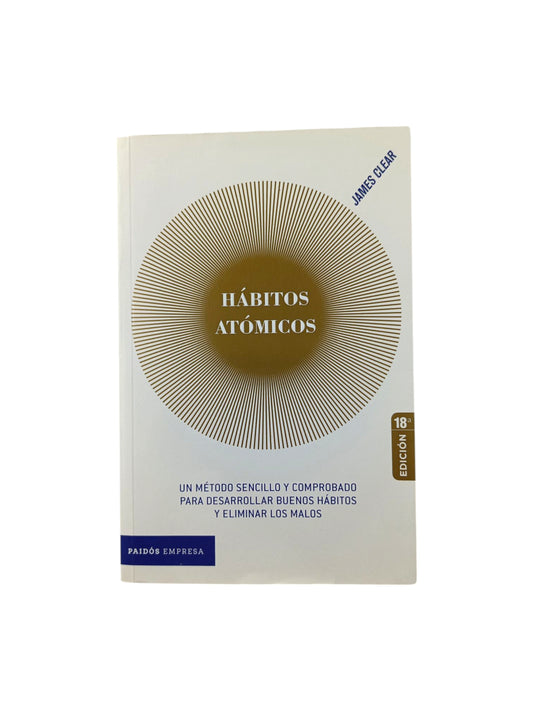 JAMES CLEAR
HÁBITOS
ATÓMICOS
18ª
EDICIÓN
UN MÉTODO SENCILLO Y COMPROBADO
PARA DESARROLLAR BUENOS HÁBITOS
Y ELIMINAR LOS MALOS
PAIDÓS EMPRESA